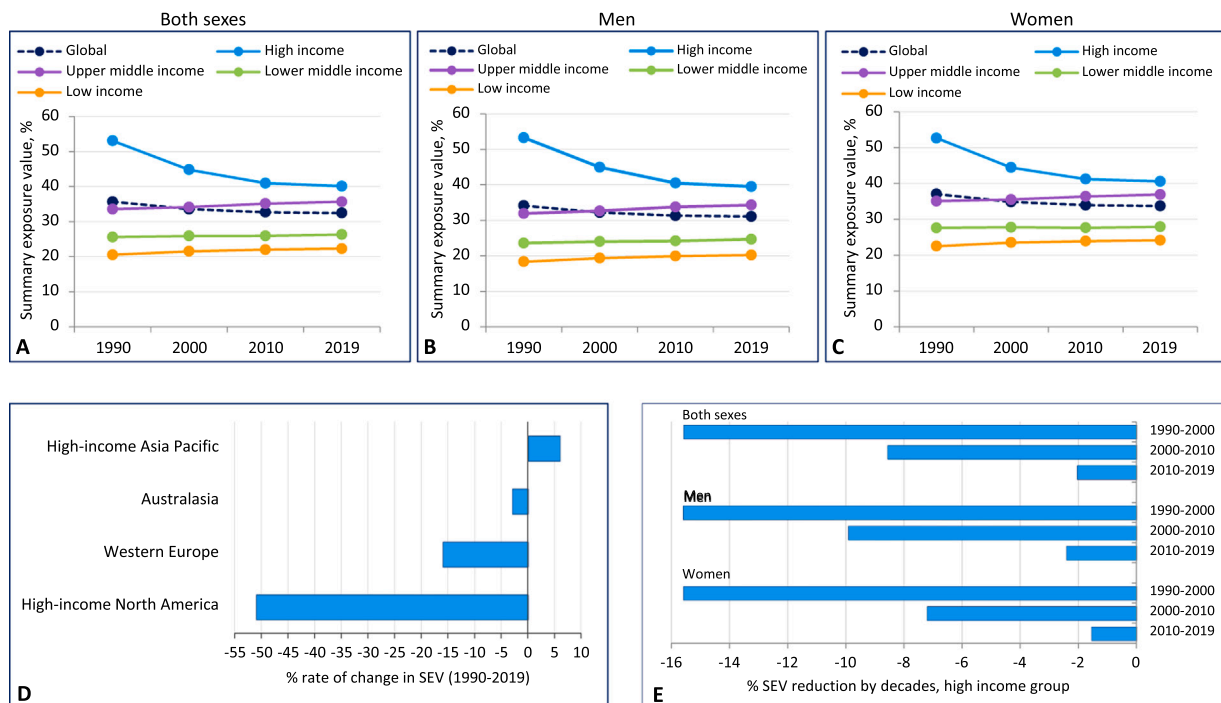 Both sexes
Global High income
Upper middle income Lower middle income
Low income
Summary exposure value, %
60
50
40
30
20
10
0
1990 2000 2010 2019
A
Men
Global High income
Upper middle income Lower middle income
Low income
Summary exposure value, %
60
50
40
30
20
10
0
1990 2000 2010 2019
B
Women
Global High income
Upper middle income Lower middle income
Low income
Summary exposure value, %
60
50
40
30
20
10
0
1990 2000 2010 2019
C
High-income Asia Pacific
Australasia
Western Europe
High-income North America
-55 -50 -45 -40 -35 -30 -25 -20 -15 -10 -5 0 5 10
% rate of change in SEV (1990-2019)
D
Both sexes
1990-2000
2000-2010
2010-2019
Men
1990-2000
2000-2010
2010-2019
Women
1990-2000
2000-2010
2010-2019
-16 -14 -12 -10 -8 -6 -4 -2 0
% SEV reduction by decades, high income group
E